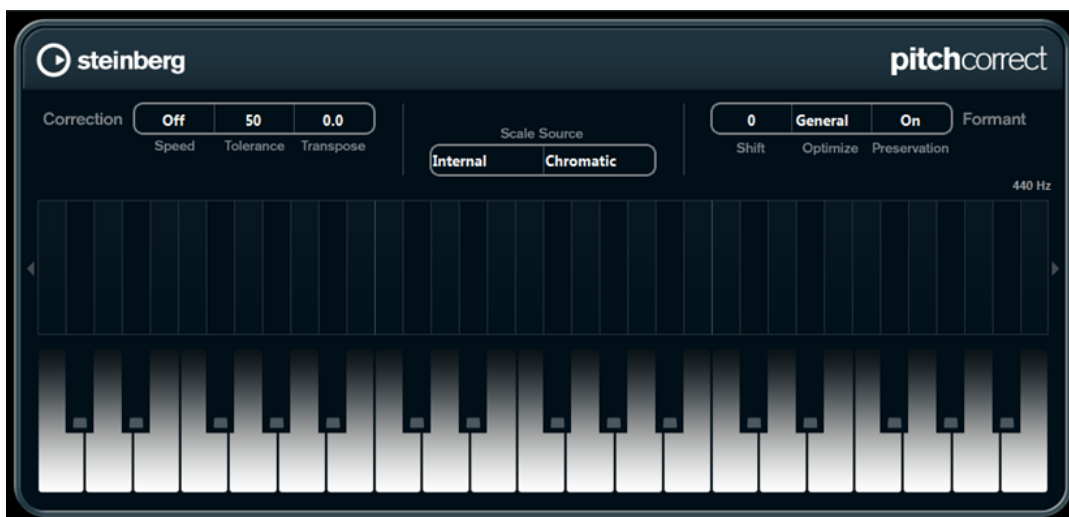 steinberg
pitchcorrect
Correction Off 50 0.0
Speed Tolerance Transpose
Scale Source
Internal Chromatic
0 General On Formant
Shift Optimize Preservation
440 Hz